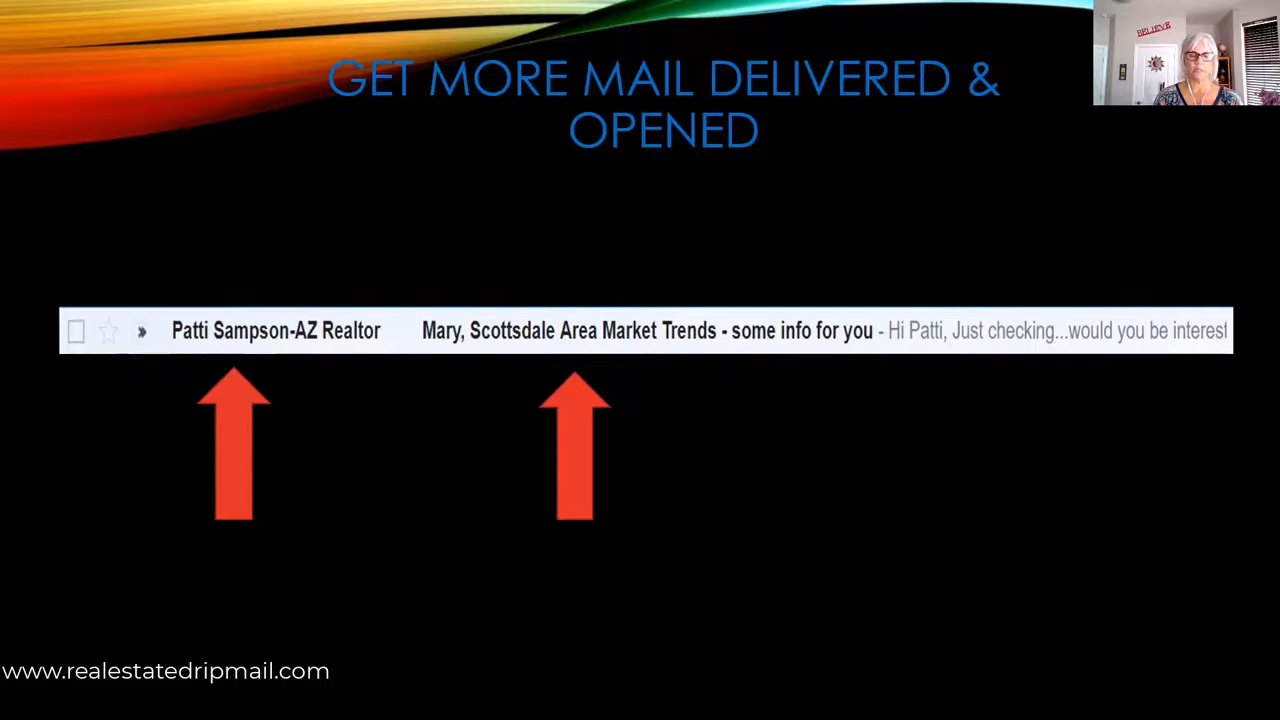 GET MORE MAIL DELIVERED &
OPENED
BELIEVE
Patti Sampson-AZ Realtor Mary, Scottsdale Area Market Trends - some info for you - Hi Patti, Just checking...would you be interest
www.realestatedripmail.com